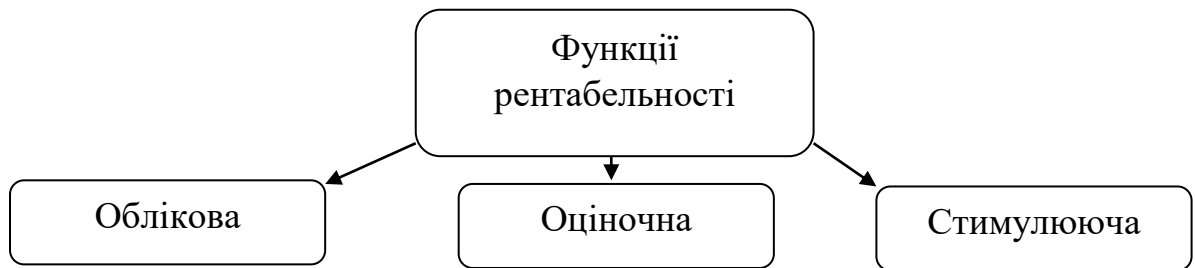 Функції
рентабельності
Облікова
Оціночна
Стимулююча